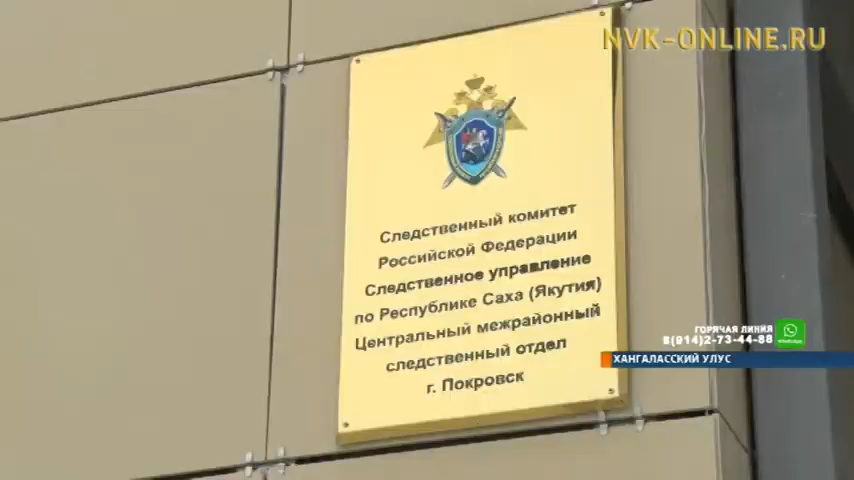 NVK-ONLINE.RU
Следственный комитет
Российской Федерации
Следственное управление
по Республике Саха (Якутия)
Центральный межрайонный
следственный отдел
г. Покровск
ГОРЯЧАЯ ЛИНИЯ
8(914)2-73-44-88
WhatsApp
ХАНГАЛАССКИЙ УЛУС